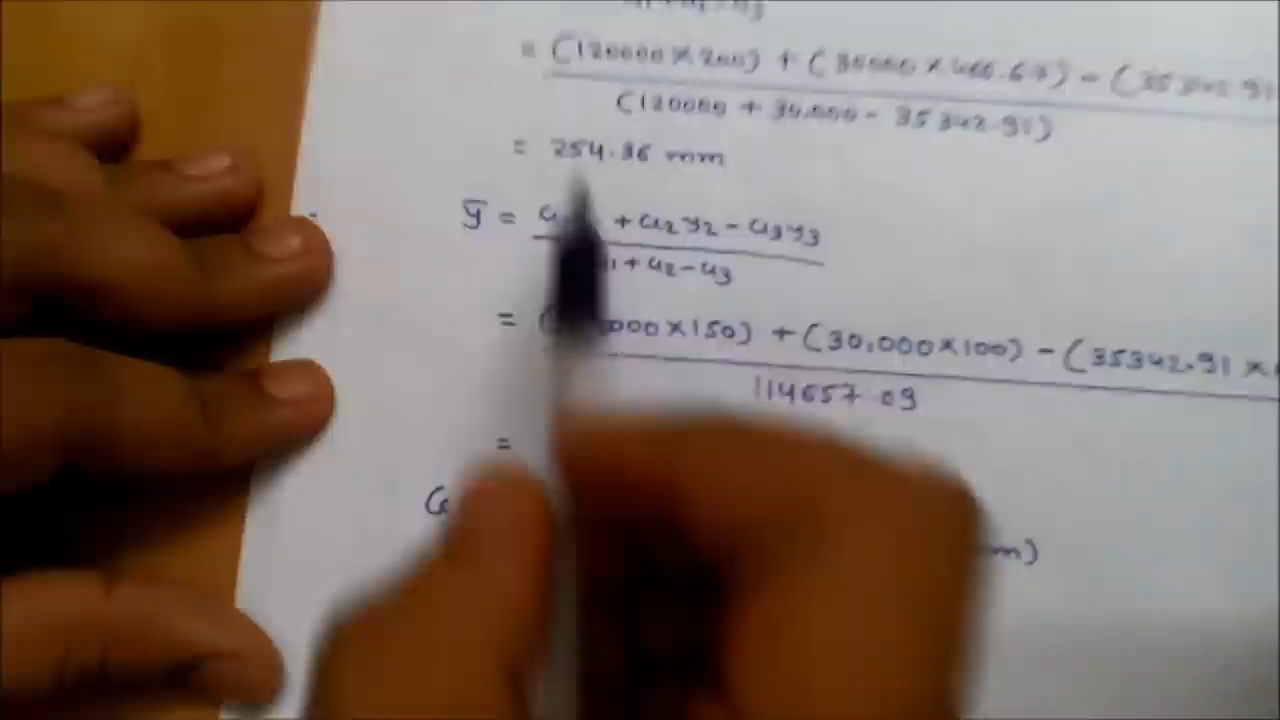 = (120000 × 200) + (30000 × 466.67) - (35342.91
(120000 + 30,000 - 35342.91)
= 254.36 mm
ȳ = + a2y2 - a3y3
1 + a2 - a3
= 000 × 150) + (30,000 × 100) - (35342.91 ×
114657.09
=
m)